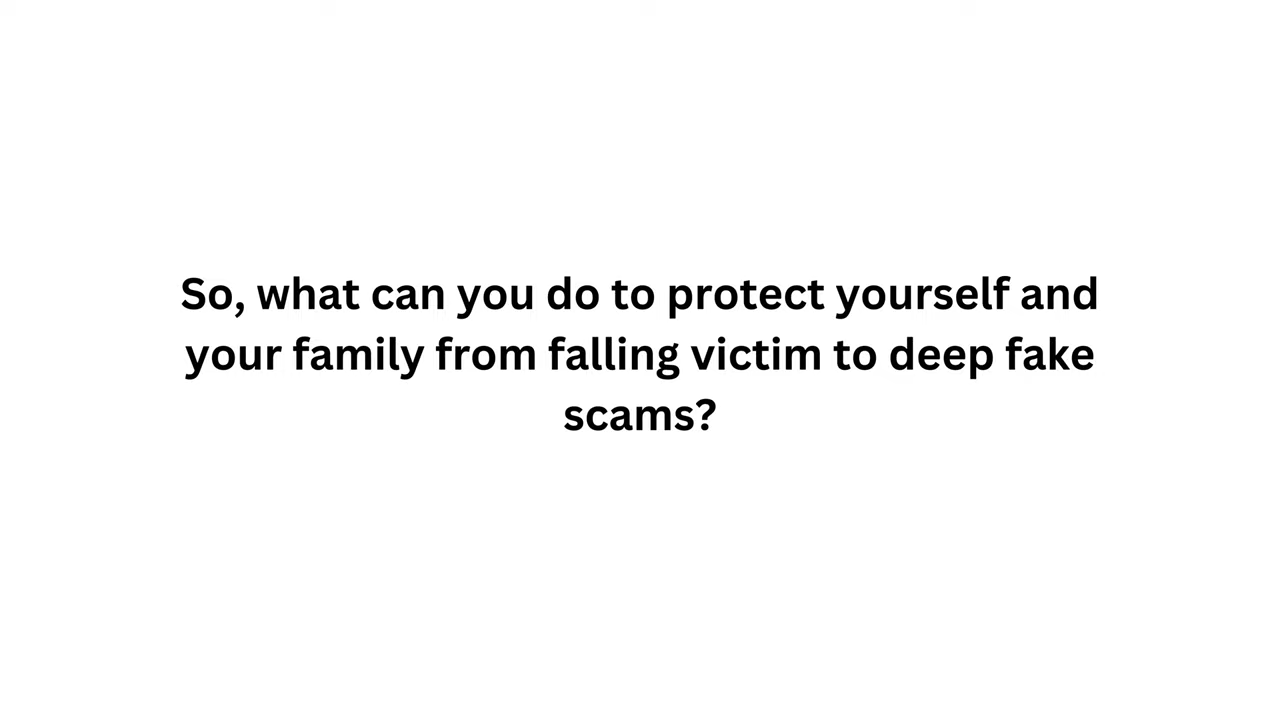 So, what can you do to protect yourself and
your family from falling victim to deep fake
scams?